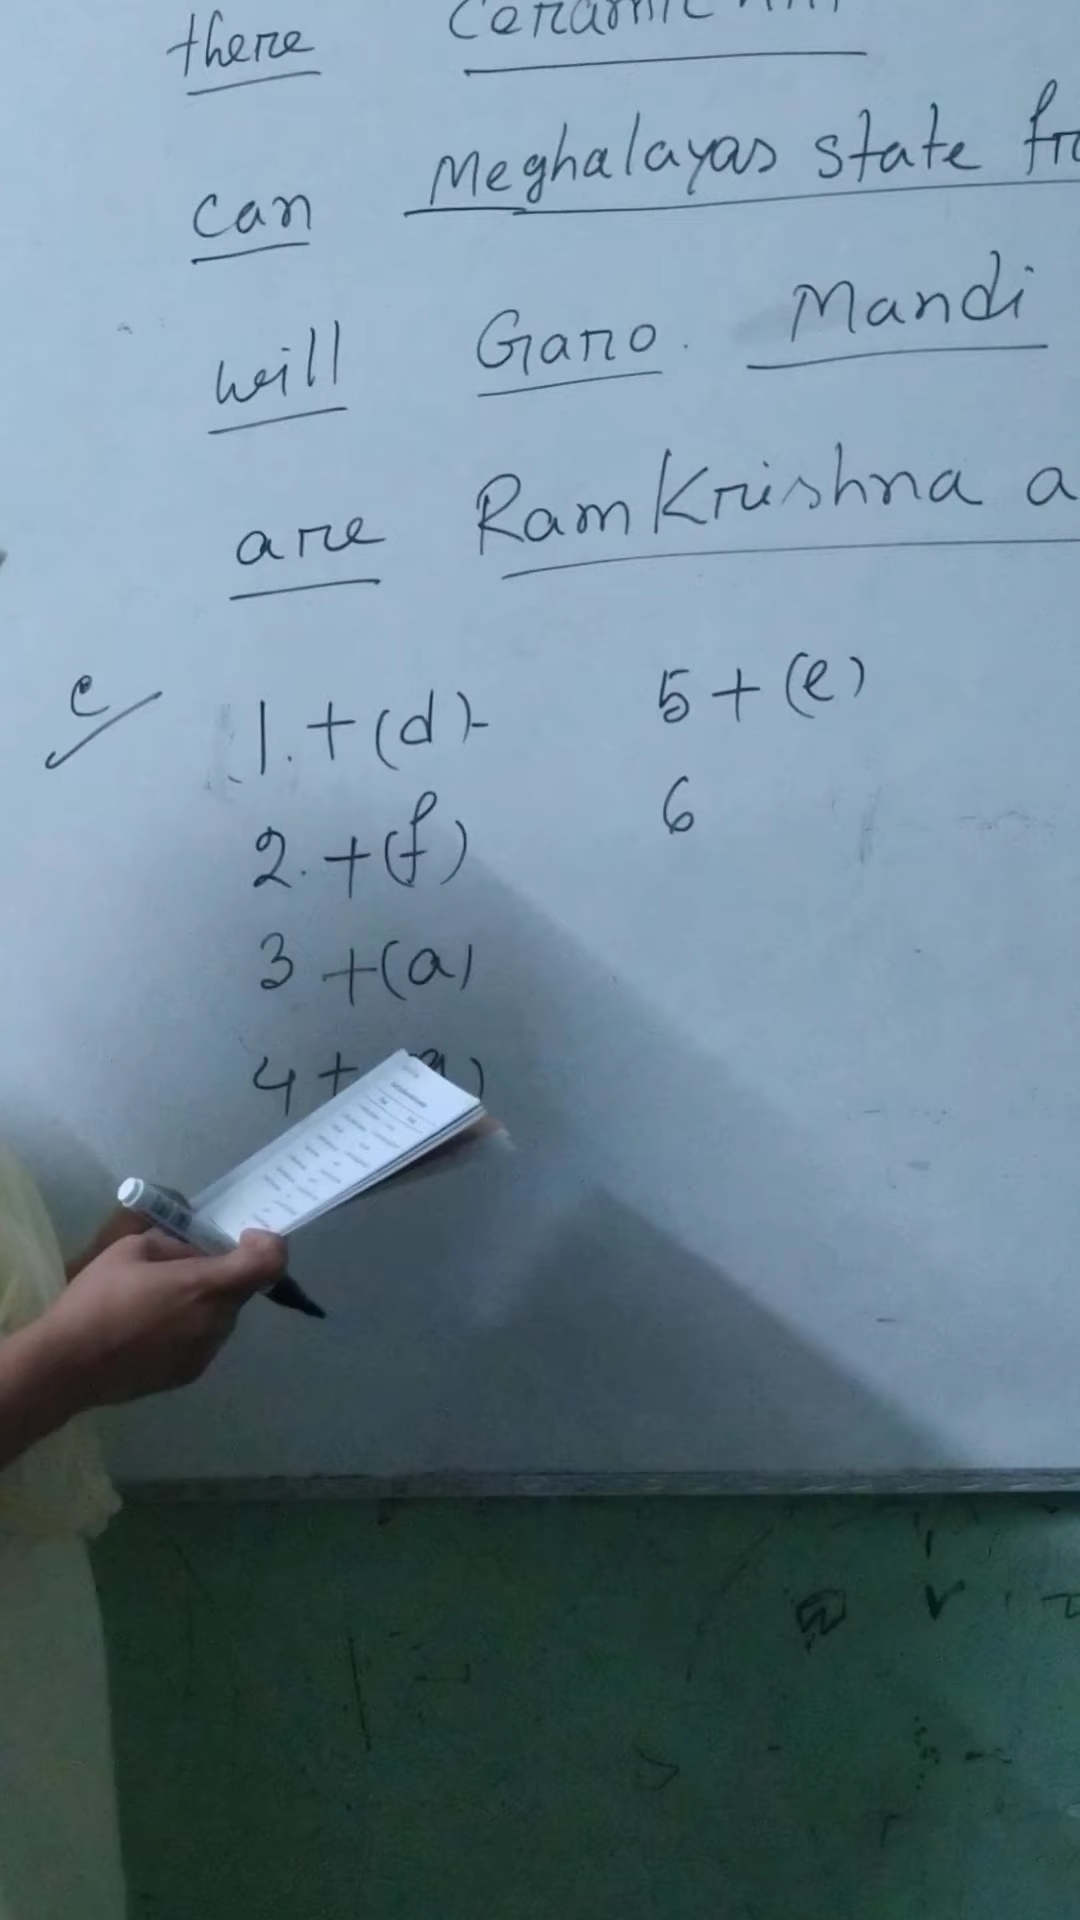 there
can Meghalayas state
will Garo. Mandi
are RamKrishna a
c
1. + (d)-
2. + (f)
3 + (a)
4 +
5 + (e)
6